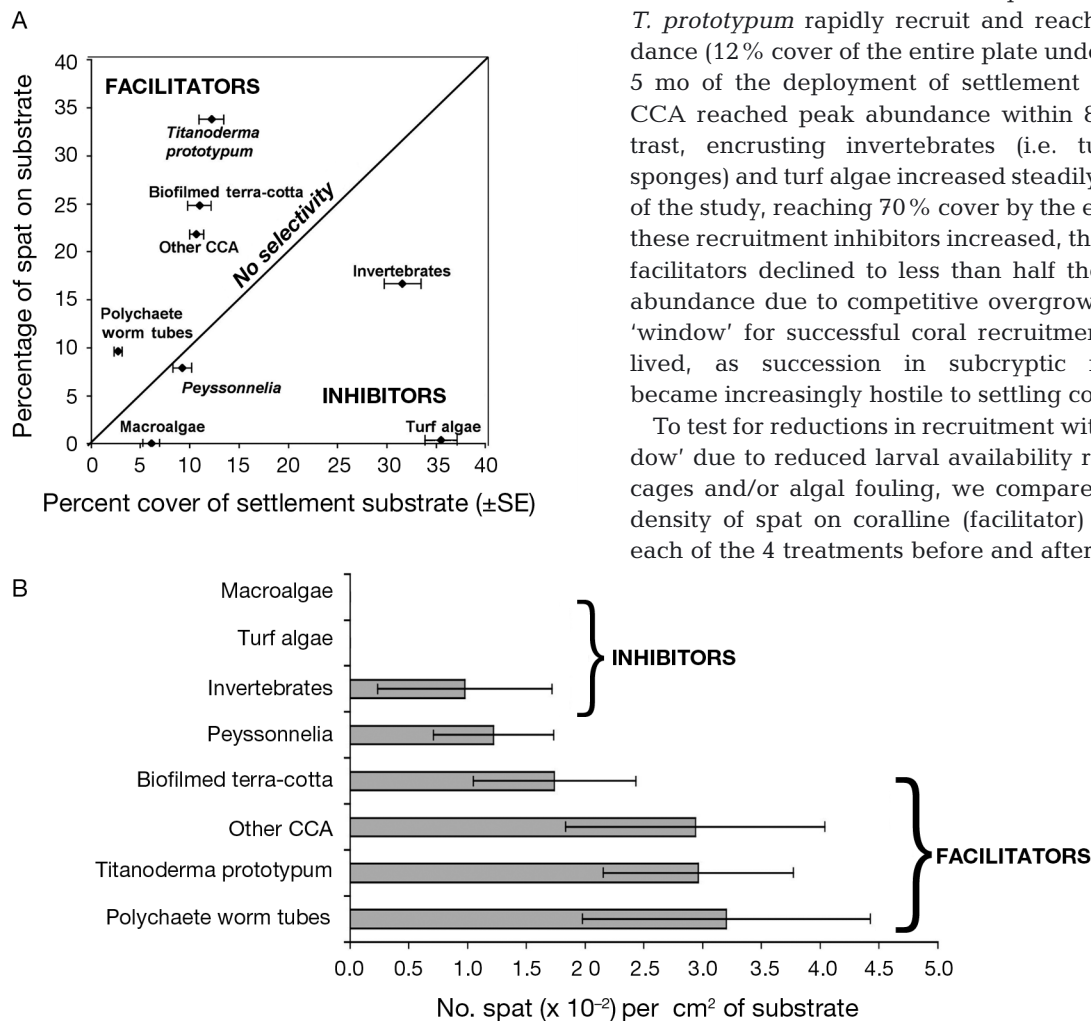 A
FACILITATORS
Titanoderma
prototypum
Biofilmed terra-cotta
Other CCA
No selectivity
Invertebrates
Polychaete
worm tubes
Peyssonnelia
INHIBITORS
Macroalgae
Turf algae
Percentage of spat on substrate
40
35
30
25
20
15
10
5
0
0 5 10 15 20 25 30 35 40
Percent cover of settlement substrate (±SE)
T. prototypum rapidly recruit and reach
dance (12 % cover of the entire plate unde
5 mo of the deployment of settlement
CCA reached peak abundance within 8
trast, encrusting invertebrates (i.e. tu
sponges) and turf algae increased steadily
of the study, reaching 70 % cover by the e
these recruitment inhibitors increased, th
facilitators declined to less than half the
abundance due to competitive overgrow
‘window’ for successful coral recruitmen
lived, as succession in subcryptic
became increasingly hostile to settling co
To test for reductions in recruitment wit
dow’ due to reduced larval availability r
cages and/or algal fouling, we compare
density of spat on coralline (facilitator)
each of the 4 treatments before and after
B
Macroalgae
Turf algae
Invertebrates
Peyssonnelia
Biofilmed terra-cotta
Other CCA
Titanoderma prototypum
Polychaete worm tubes
INHIBITORS
FACILITATORS
0.0 0.5 1.0 1.5 2 0 2.5 3.0 3.5 4.0 4.5 5.0
No. spat (x 10⁻²) per cm² of substrate